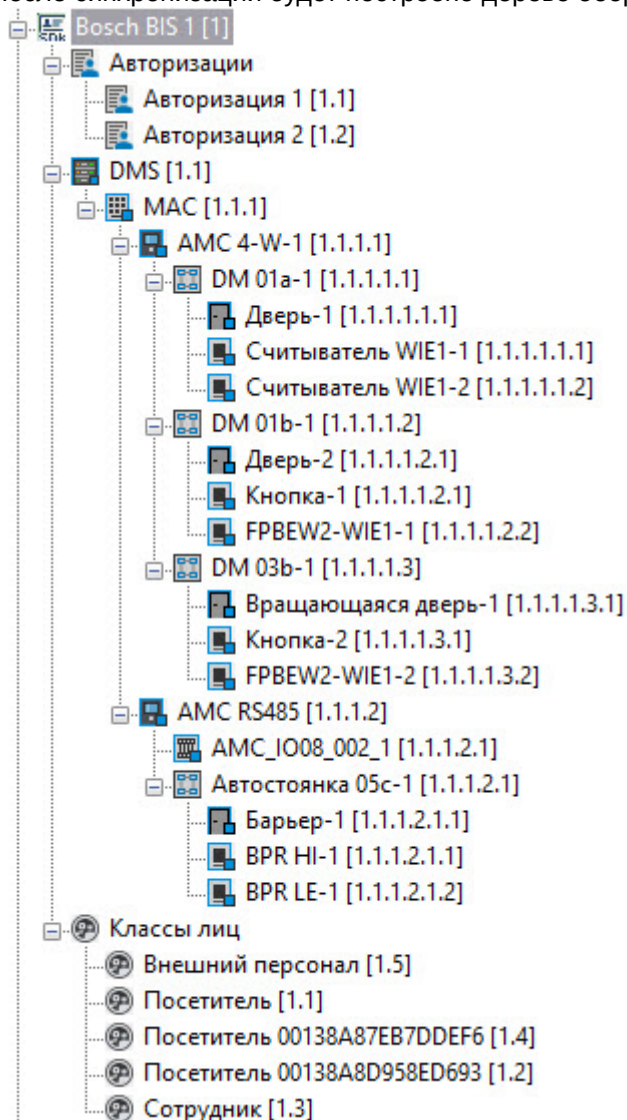 после синхронизации будет построено дерево обор
Bosch BIS 1 [1]
Авторизации
Авторизация 1 [1.1]
Авторизация 2 [1.2]
DMS [1.1]
MAC [1.1.1]
AMC 4-W-1 [1.1.1.1]
DM 01a-1 [1.1.1.1.1]
Дверь-1 [1.1.1.1.1.1]
Считыватель WIE1-1 [1.1.1.1.1.1]
Считыватель WIE1-2 [1.1.1.1.1.2]
DM 01b-1 [1.1.1.1.2]
Дверь-2 [1.1.1.1.2.1]
Кнопка-1 [1.1.1.1.2.1]
FPBEW2-WIE1-1 [1.1.1.1.2.2]
DM 03b-1 [1.1.1.1.3]
Вращающаяся дверь-1 [1.1.1.1.3.1]
Кнопка-2 [1.1.1.1.3.1]
FPBEW2-WIE1-2 [1.1.1.1.3.2]
AMC RS485 [1.1.1.2]
AMC_IO08_002_1 [1.1.1.2.1]
Автостоянка 05c-1 [1.1.1.2.1]
Барьер-1 [1.1.1.2.1.1]
BPR HI-1 [1.1.1.2.1.1]
BPR LE-1 [1.1.1.2.1.2]
Классы лиц
Внешний персонал [1.5]
Посетитель [1.1]
Посетитель 00138A87EB7DDEF6 [1.4]
Посетитель 00138A8D958ED693 [1.2]
Сотрудник [1.3]